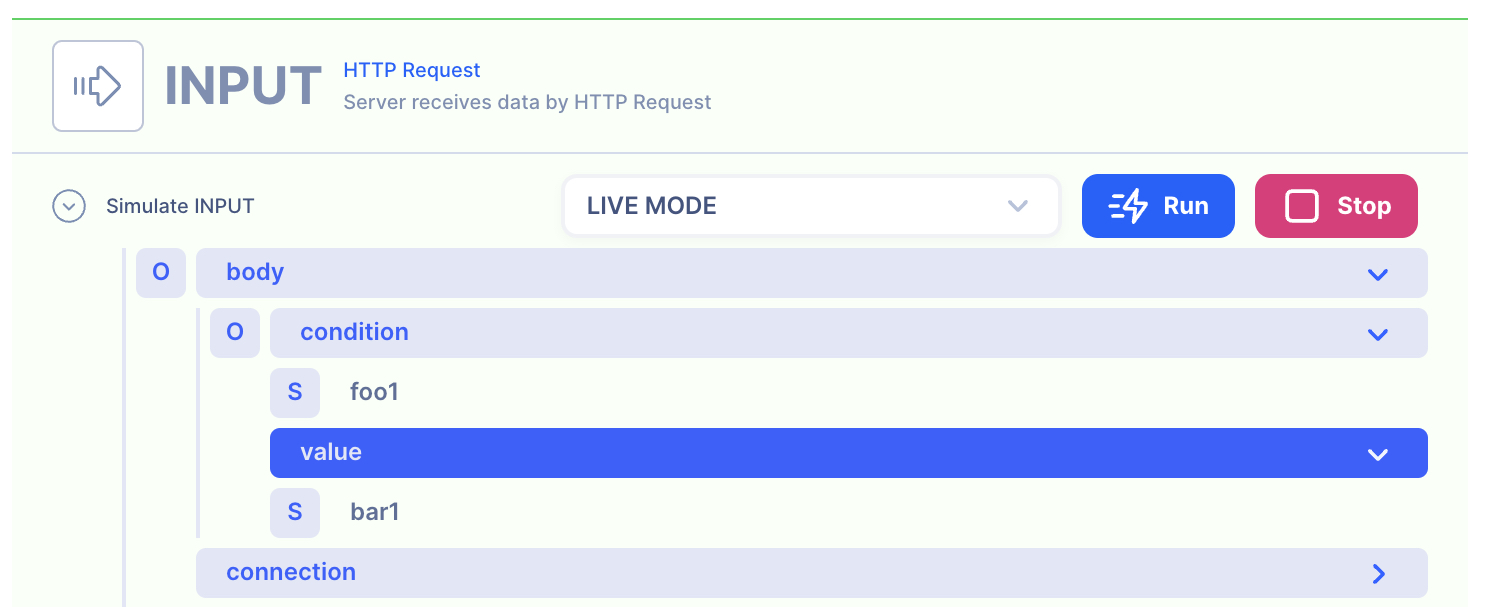 INPUT
HTTP Request
Server receives data by HTTP Request
Simulate INPUT
LIVE MODE
Run
Stop
O body
O condition
S foo1
value
S bar1
connection